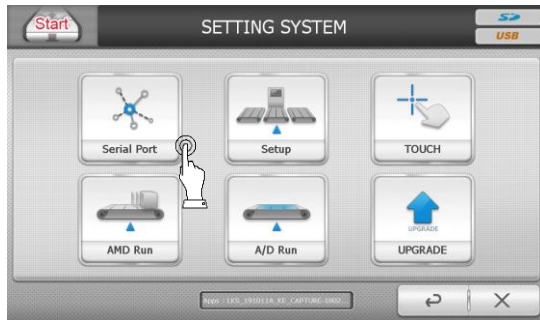 Start
SETTING SYSTEM
SD
USB
Serial Port
Setup
TOUCH
UPGRADE
AMD Run
A/D Run
UPGRADE